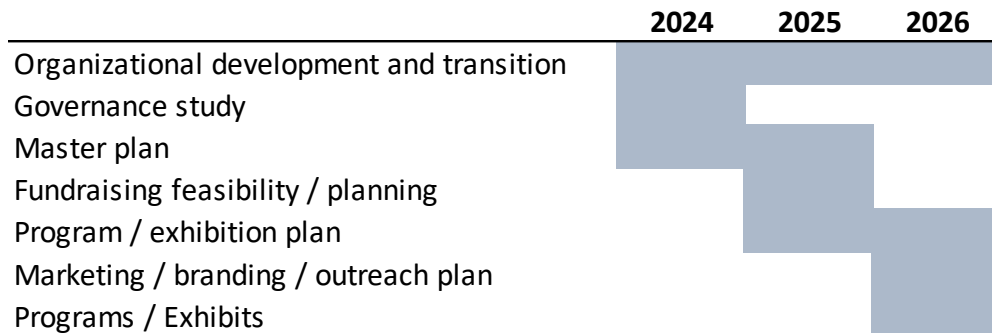 2024 2025 2026
Organizational development and transition
Governance study
Master plan
Fundraising feasibility / planning
Program / exhibition plan
Marketing / branding / outreach plan
Programs / Exhibits